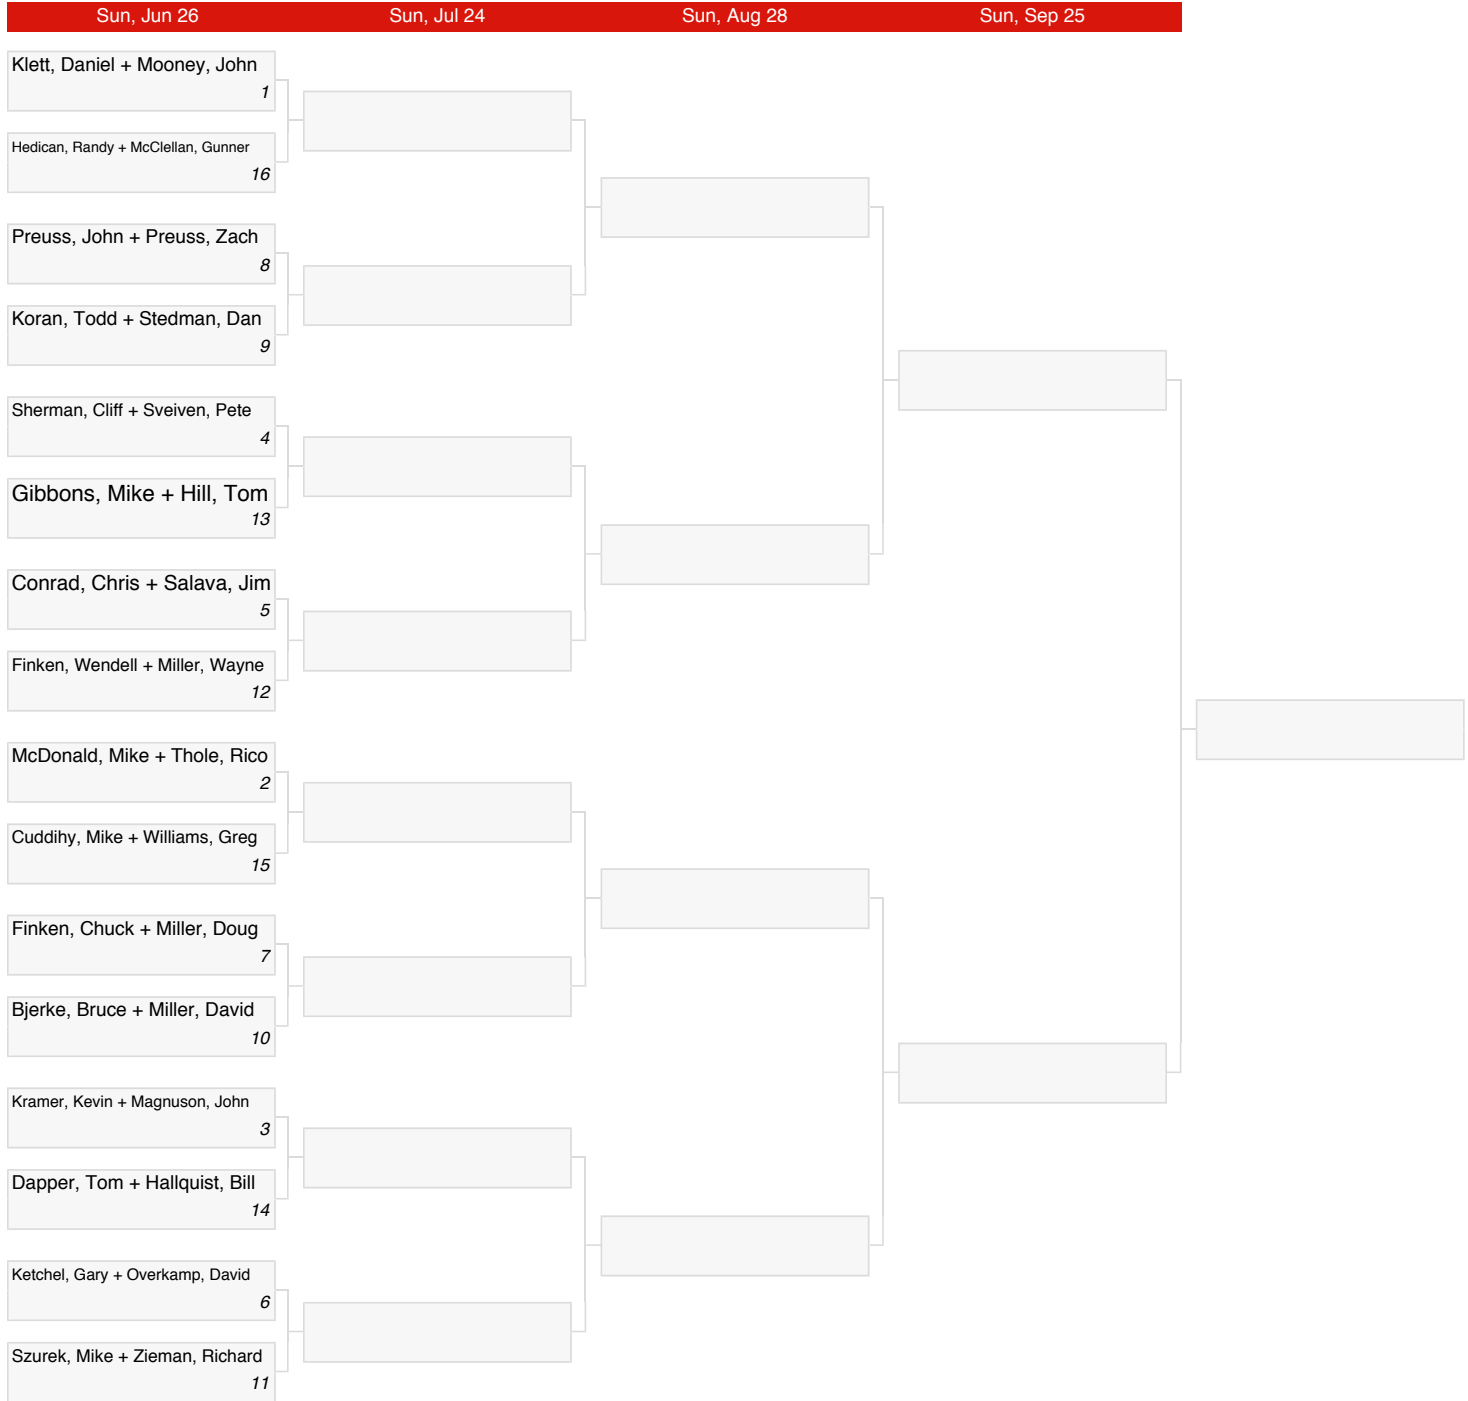 Sun, Jun 26 Sun, Jul 24 Sun, Aug 28 Sun, Sep 25
Klett, Daniel + Mooney, John
1
Hedican, Randy + McClellan, Gunner
16
Preuss, John + Preuss, Zach
8
Koran, Todd + Stedman, Dan
9
Sherman, Cliff + Sveiven, Pete
4
Gibbons, Mike + Hill, Tom
13
Conrad, Chris + Salava, Jim
5
Finken, Wendell + Miller, Wayne
12
McDonald, Mike + Thole, Rico
2
Cuddihy, Mike + Williams, Greg
15
Finken, Chuck + Miller, Doug
7
Bjerke, Bruce + Miller, David
10
Kramer, Kevin + Magnuson, John
3
Dapper, Tom + Hallquist, Bill
14
Ketchel, Gary + Overkamp, David
6
Szurek, Mike + Zieman, Richard
11